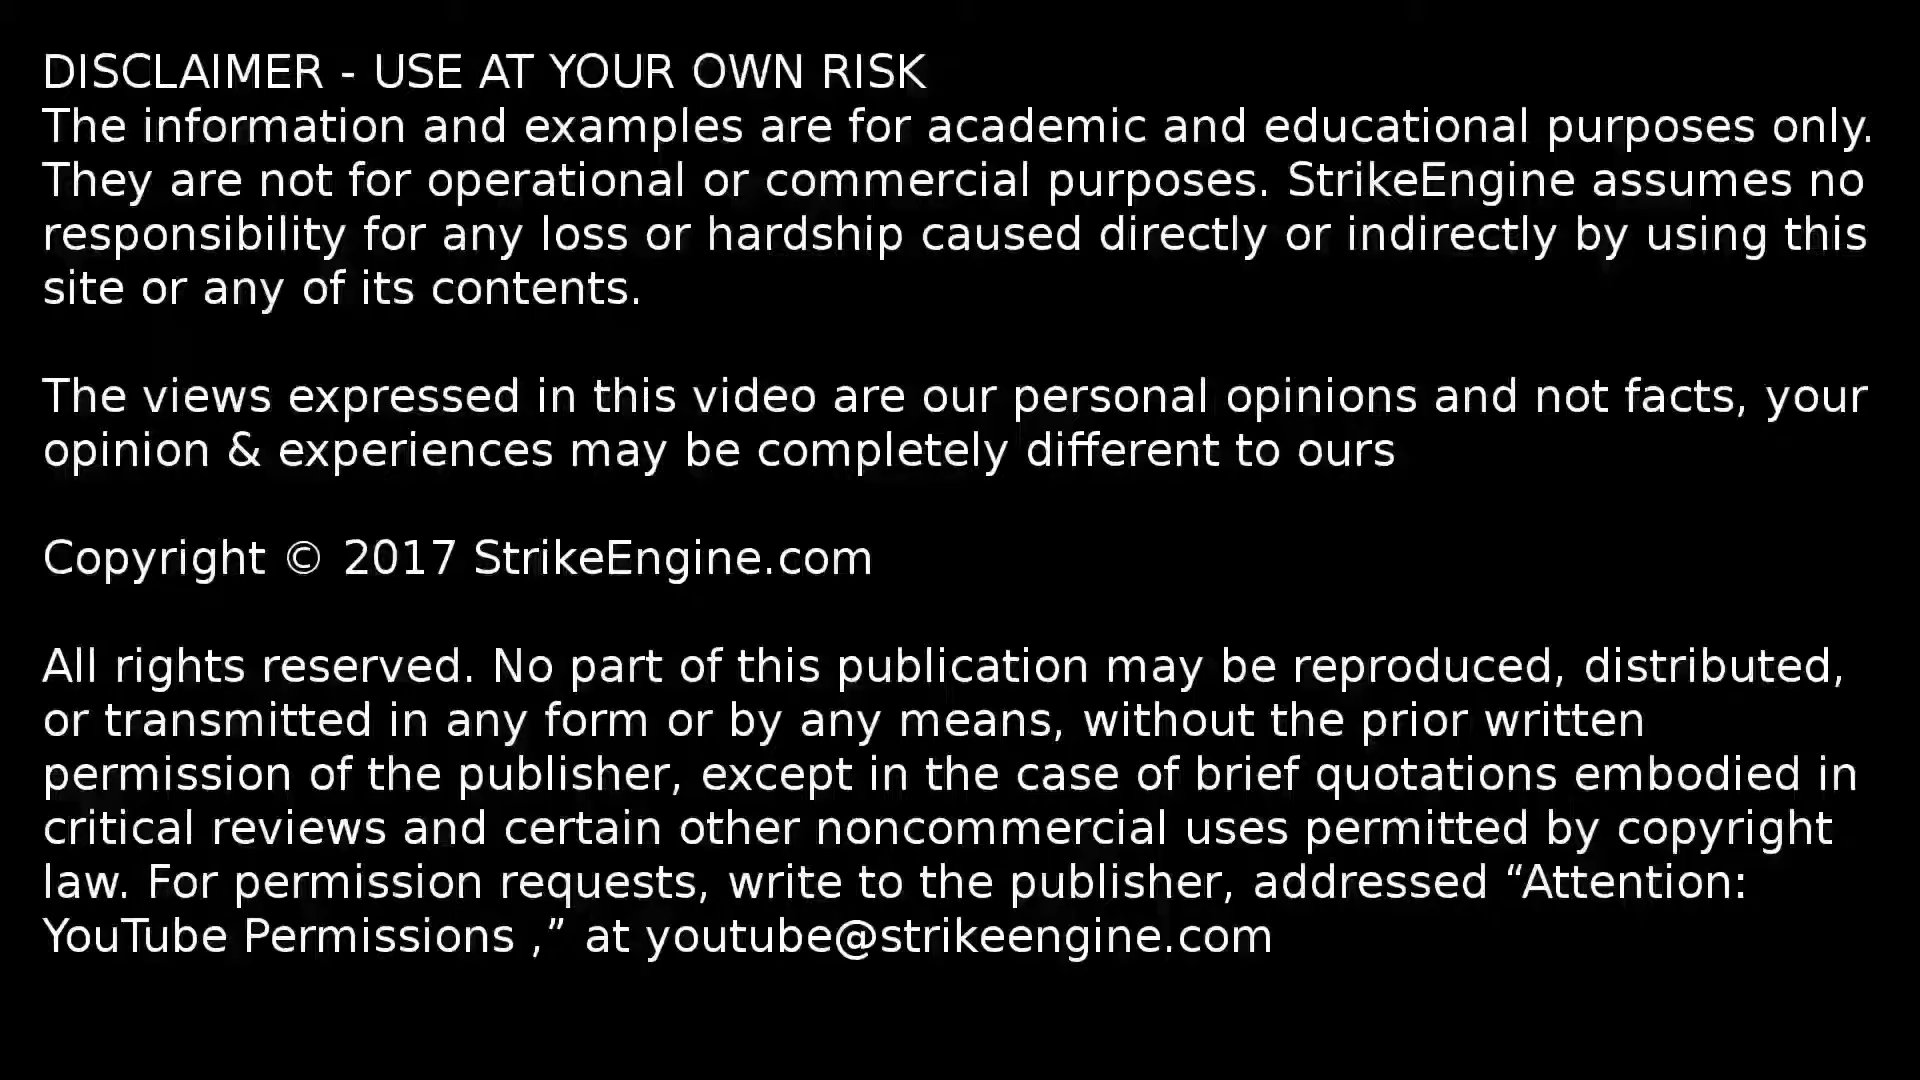 DISCLAIMER - USE AT YOUR OWN RISK
The information and examples are for academic and educational purposes only.
They are not for operational or commercial purposes. StrikeEngine assumes no
responsibility for any loss or hardship caused directly or indirectly by using this
site or any of its contents.
The views expressed in this video are our personal opinions and not facts, your
opinion & experiences may be completely different to ours
Copyright © 2017 StrikeEngine.com
All rights reserved. No part of this publication may be reproduced, distributed,
or transmitted in any form or by any means, without the prior written
permission of the publisher, except in the case of brief quotations embodied in
critical reviews and certain other noncommercial uses permitted by copyright
law. For permission requests, write to the publisher, addressed “Attention:
YouTube Permissions ,” at youtube@strikeengine.com